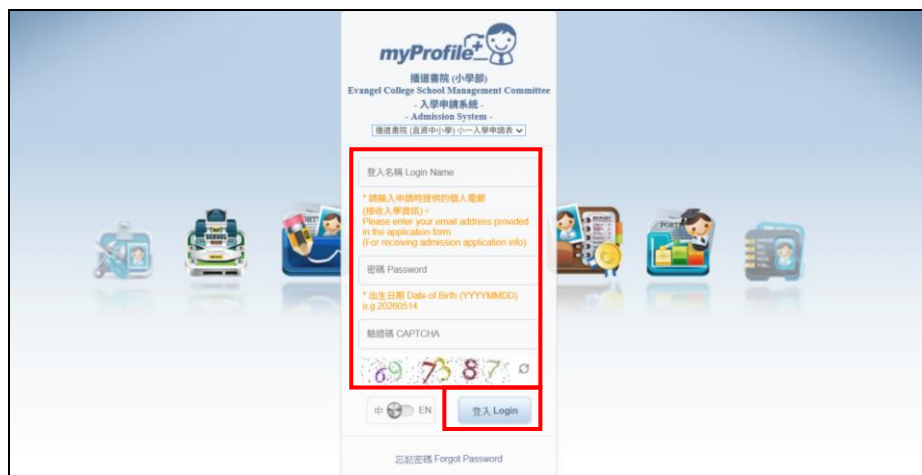 myProfile+
播道書院 (小學部)
Evangel College School Management Committee
- 入學申請系統 -
- Admission System -
播道書院 (直資中小學) 小一入學申請表
登入名稱 Login Name
* 請輸入申請時提供的個人電郵
(接收入學資訊)。
Please enter your email address provided
in the application form
(For receiving admission application info).
密碼 Password
* 出生日期 Date of Birth (YYYYMMDD)
e.g.20260514
驗證碼 CAPTCHA
69 73 87
中 EN
登入 Login
忘記密碼 Forgot Password
SCHOOL
REPORT